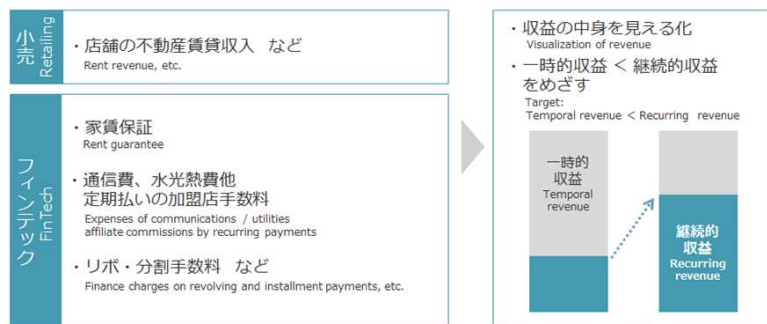 小売
Retailing
・店舗の不動産賃貸収入 など
Rent revenue, etc.
フィンテック
FinTech
・家賃保証
Rent guarantee
・通信費、水光熱費他
定期払いの加盟店手数料
Expenses of communications / utilities
affiliate commissions by recurring payments
・リボ・分割手数料 など
Finance charges on revolving and installment payments, etc.
・収益の中身を見える化
Visualization of revenue
・一時的収益 < 継続的収益
をめざす
Target:
Temporal revenue < Recurring revenue
一時的
収益
Temporal
revenue
継続的
収益
Recurring
revenue